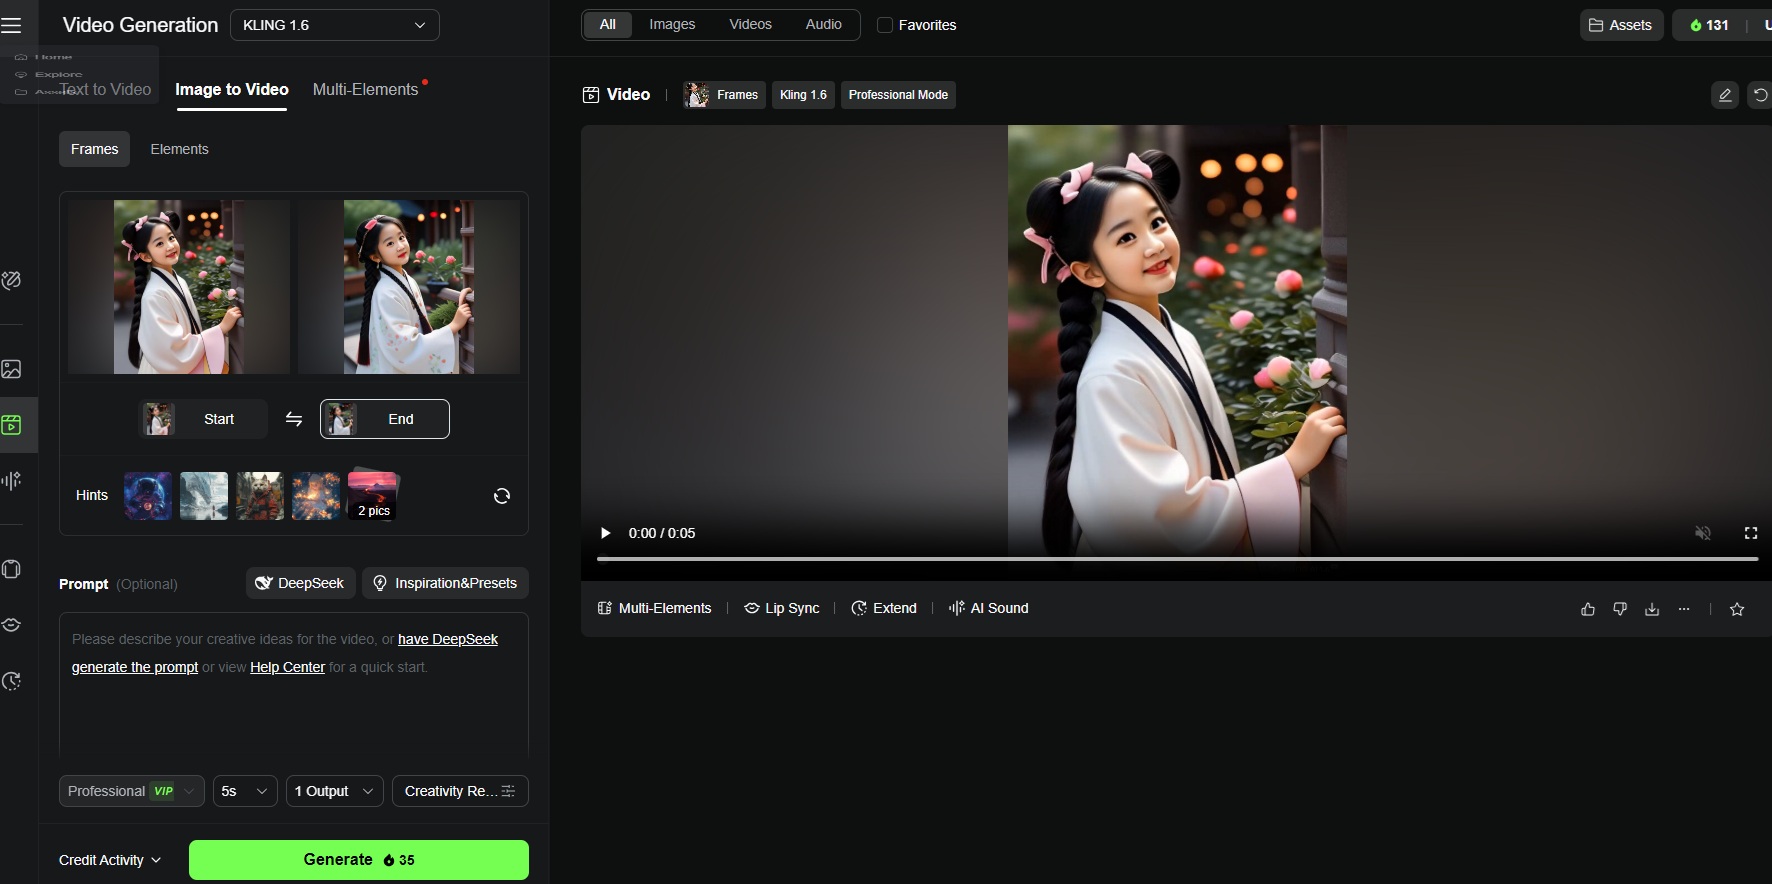 Video Generation
KLING 1.6
Home
Explore
Assets
Text to Video
Image to Video
Multi-Elements
Frames
Elements
Start
End
Hints
2 pics
Prompt (Optional)
DeepSeek
Inspiration&Presets
Please describe your creative ideas for the video, or have DeepSeek
generate the prompt or view Help Center for a quick start.
Professional VIP
5s
1 Output
Creativity Re...
Credit Activity
Generate 35
All
Images
Videos
Audio
Favorites
Assets
131
Video
Frames
Kling 1.6
Professional Mode
0:00 / 0:05
Multi-Elements
Lip Sync
Extend
AI Sound